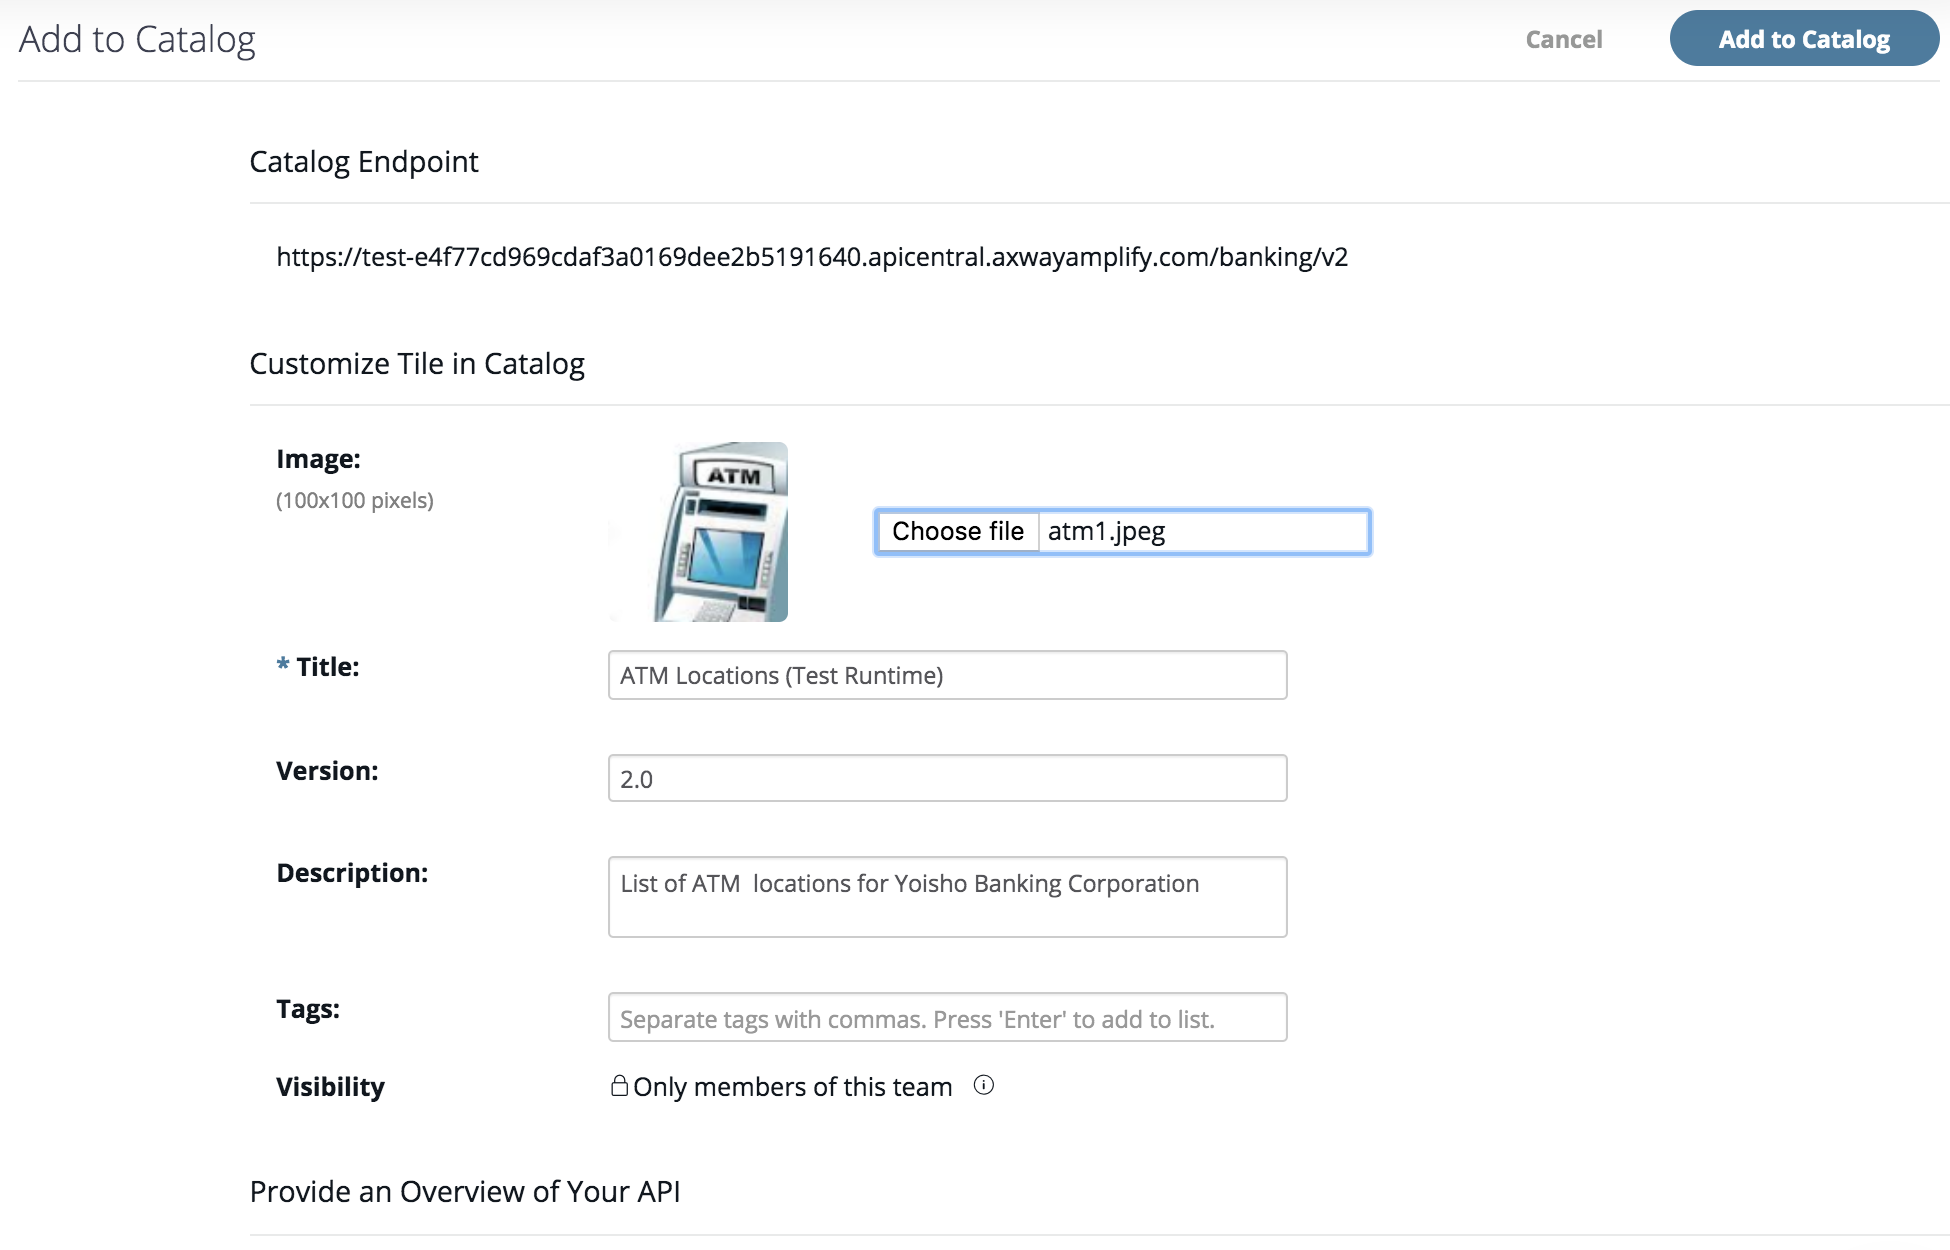 Add to Catalog
Cancel
Add to Catalog
Catalog Endpoint
https://test-e4f77cd969cdaf3a0169dee2b5191640.apicentral.axwayamplify.com/banking/v2
Customize Tile in Catalog
Image:
(100x100 pixels)
ATM
Choose file atm1.jpeg
* Title:
ATM Locations (Test Runtime)
Version:
2.0
Description:
List of ATM  locations for Yoisho Banking Corporation
Tags:
Separate tags with commas. Press 'Enter' to add to list.
Visibility
Only members of this team
Provide an Overview of Your API